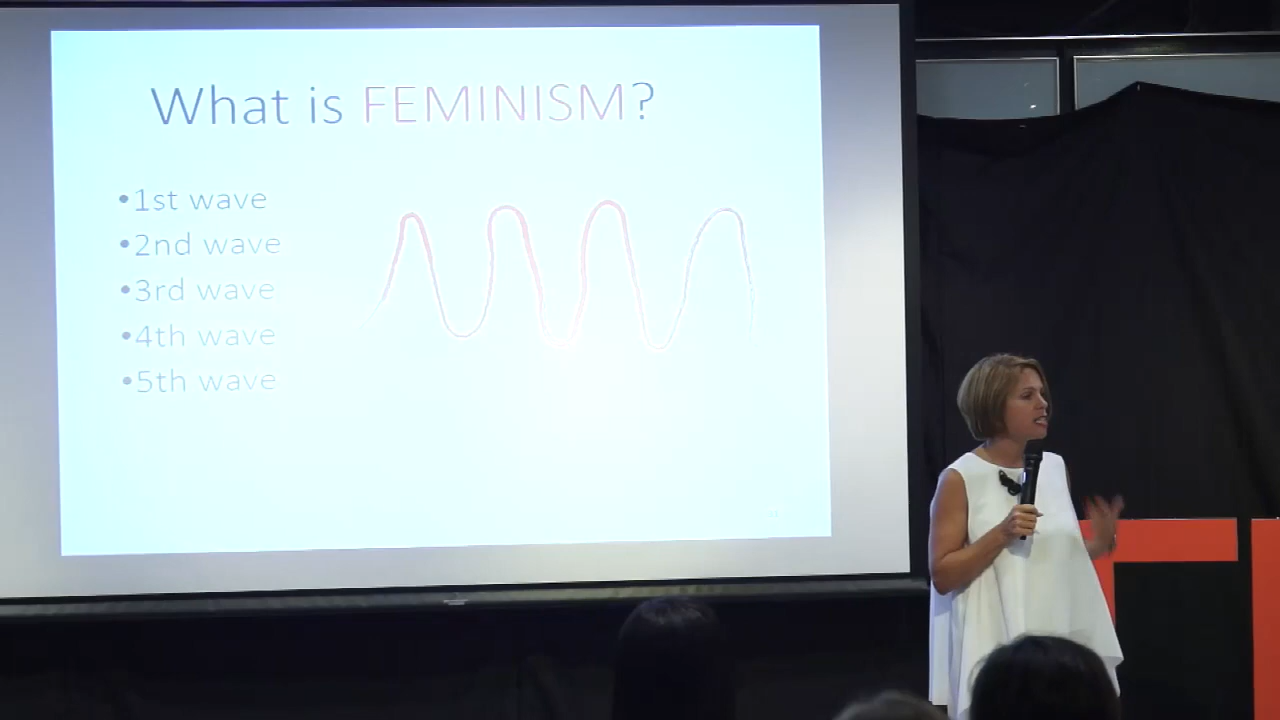 What is FEMINISM?
•1st wave
•2nd wave
•3rd wave
•4th wave
•5th wave